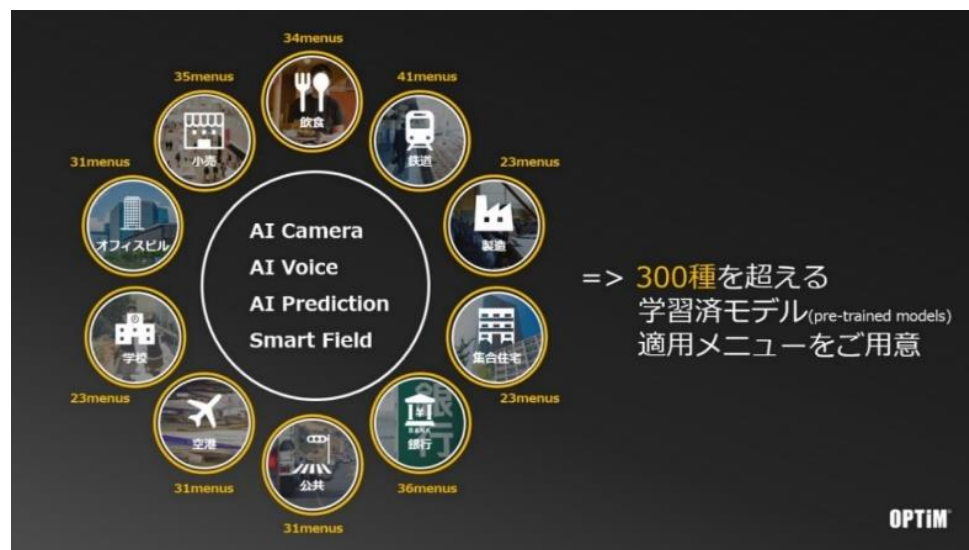 34menus
飲食
35menus
小売
41menus
鉄道
31menus
オフィスビル
23menus
製造
AI Camera
AI Voice
AI Prediction
Smart Field
=> 300種を超える
学習済モデル(pre-trained models)
適用メニューをご用意
学校
23menus
集合住宅
23menus
空港
31menus
銀行
BANK
銀行
36menus
公共
31menus
OPTiM